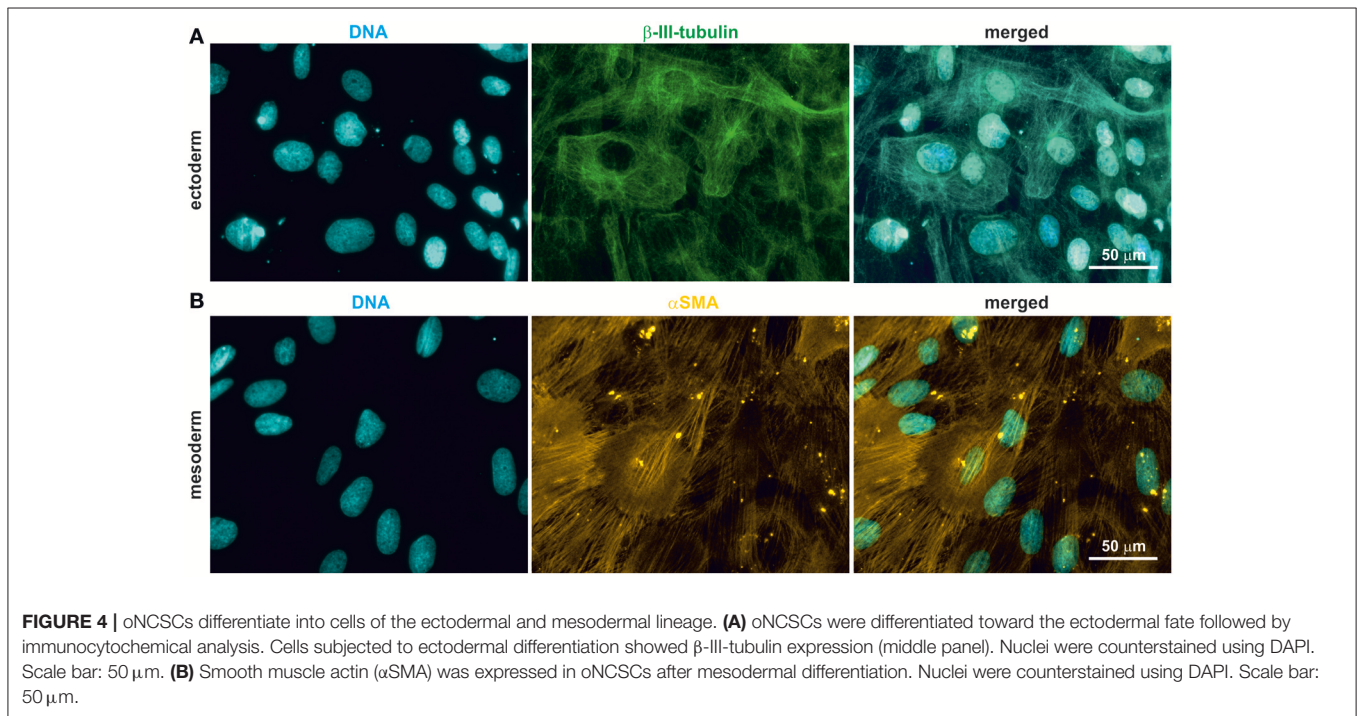 A
DNA
β-III-tubulin
merged
ectoderm
50 μm
B
DNA
αSMA
merged
mesoderm
50 μm
FIGURE 4 | oNCSCs differentiate into cells of the ectodermal and mesodermal lineage. (A) oNCSCs were differentiated toward the ectodermal fate followed by
immunocytochemical analysis. Cells subjected to ectodermal differentiation showed β-III-tubulin expression (middle panel). Nuclei were counterstained using DAPI.
Scale bar: 50 μm. (B) Smooth muscle actin (αSMA) was expressed in oNCSCs after mesodermal differentiation. Nuclei were counterstained using DAPI. Scale bar:
50 μm.